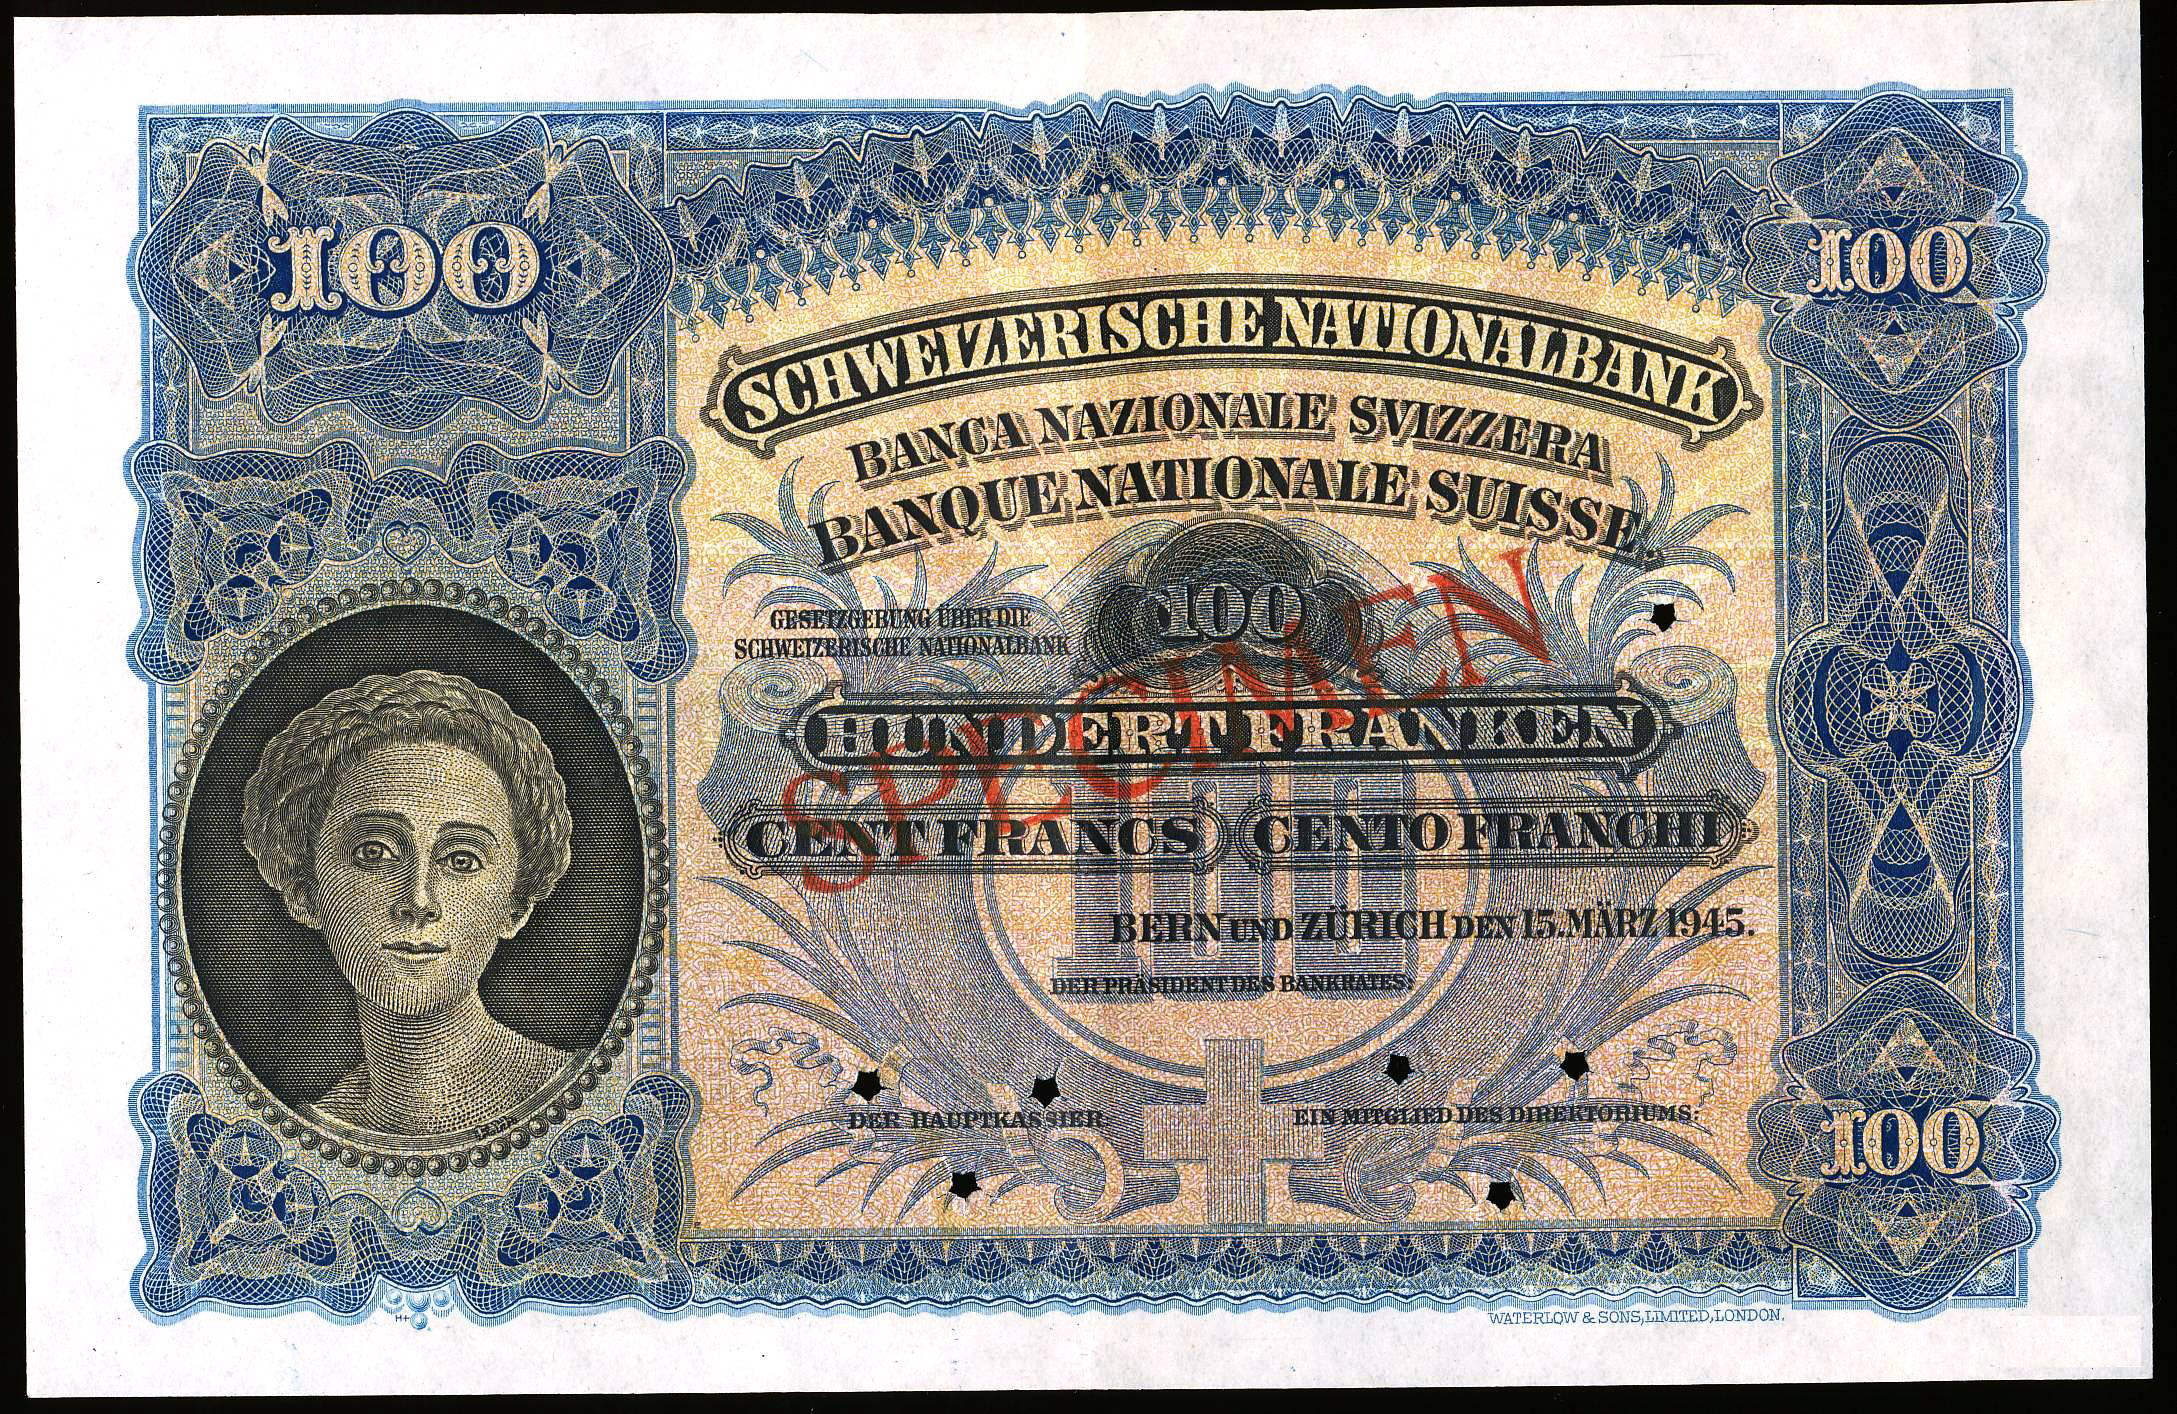 100
100
SCHWEIZERISCHE NATIONALBANK
BANCA NAZIONALE SVIZZERA
BANQUE NATIONALE SUISSE.
GESETZGEBUNG ÜBER DIE
SCHWEIZERISCHE NATIONALBANK
100
SPECIMEN
HUNDERT FRANKEN
CENT FRANCS CENTO FRANCHI
100
BERN UND ZÜRICH DEN 15. MÄRZ 1945.
DER PRÄSIDENT DES BANKRATES:
DER HAUPTKASSIER
EIN MITGLIED DES DIREKTORIUMS:
100
WATERLOW & SONS, LIMITED, LONDON.